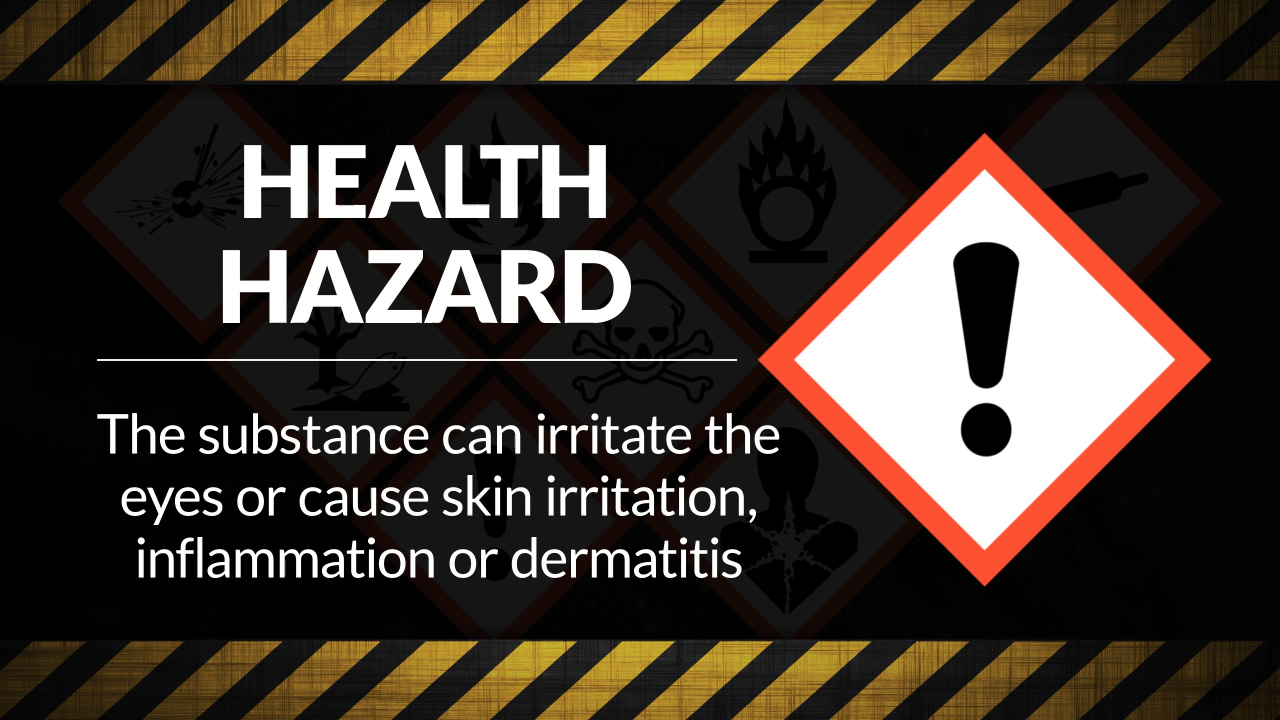 HEALTH
HAZARD
The substance can irritate the
eyes or cause skin irritation,
inflammation or dermatitis